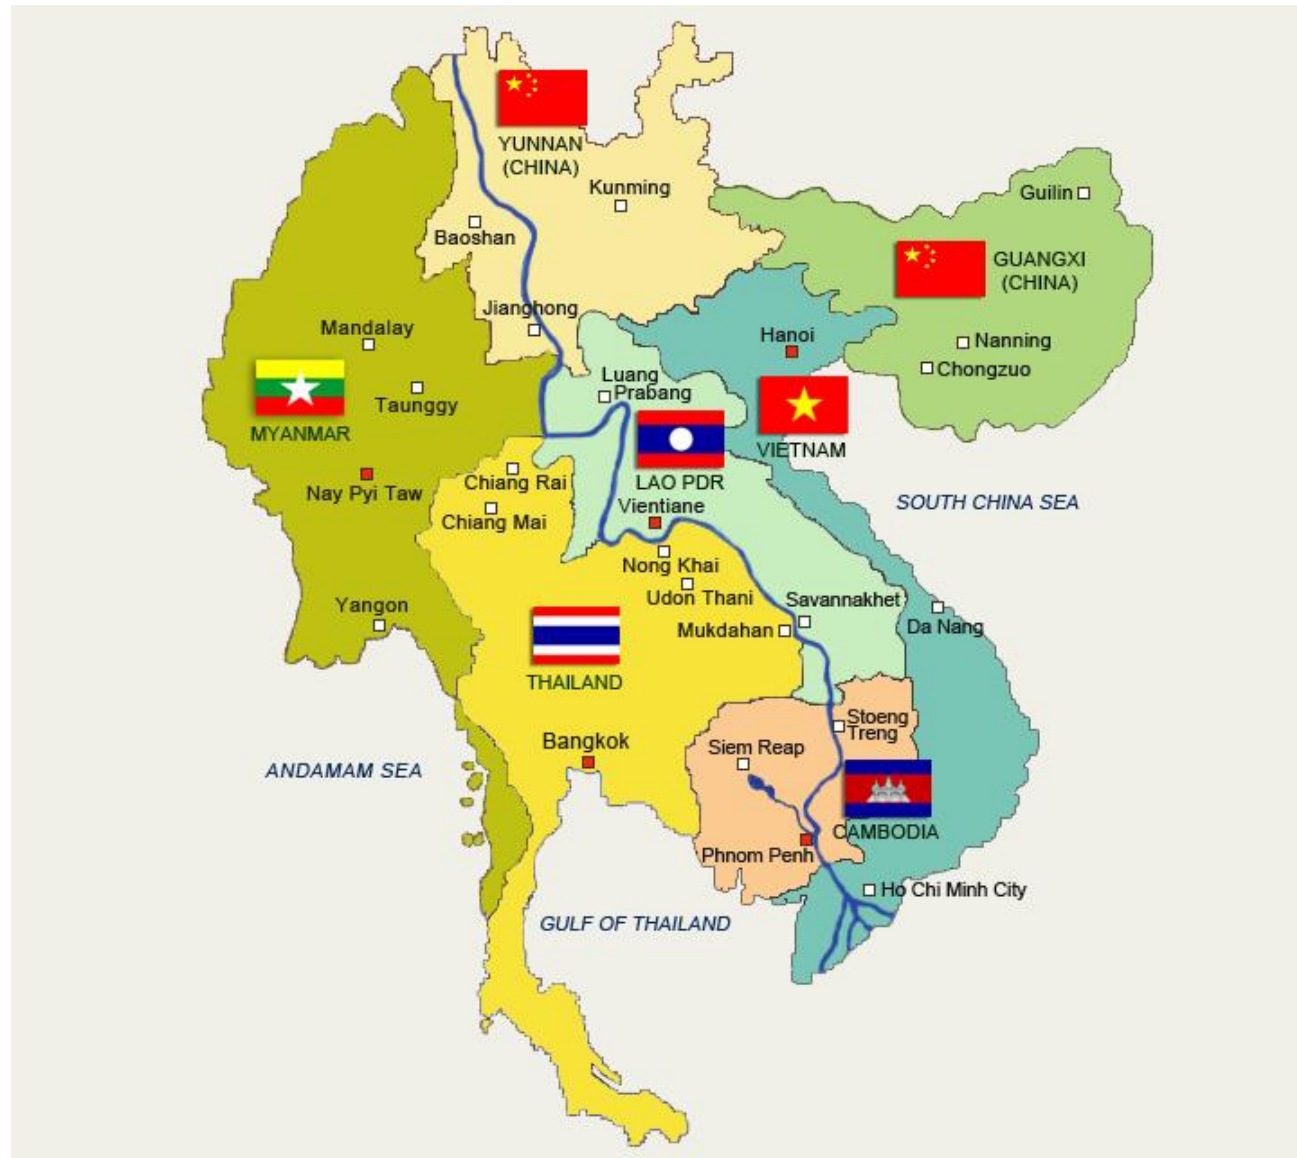 YUNNAN
(CHINA)
Kunming
Guilin
Baoshan
GUANGXI
(CHINA)
Jianghong
Mandalay
Hanoi
Nanning
Chongzuo
Luang
Prabang
Taunggy
MYANMAR
VIETNAM
Chiang Rai
LAO PDR
Nay Pyi Taw
Vientiane
SOUTH CHINA SEA
Chiang Mai
Nong Khai
Udon Thani
Savannakhet
Yangon
Mukdahan
Da Nang
THAILAND
Stoeng
Treng
Bangkok
Siem Reap
ANDAMAM SEA
CAMBODIA
Phnom Penh
Ho Chi Minh City
GULF OF THAILAND